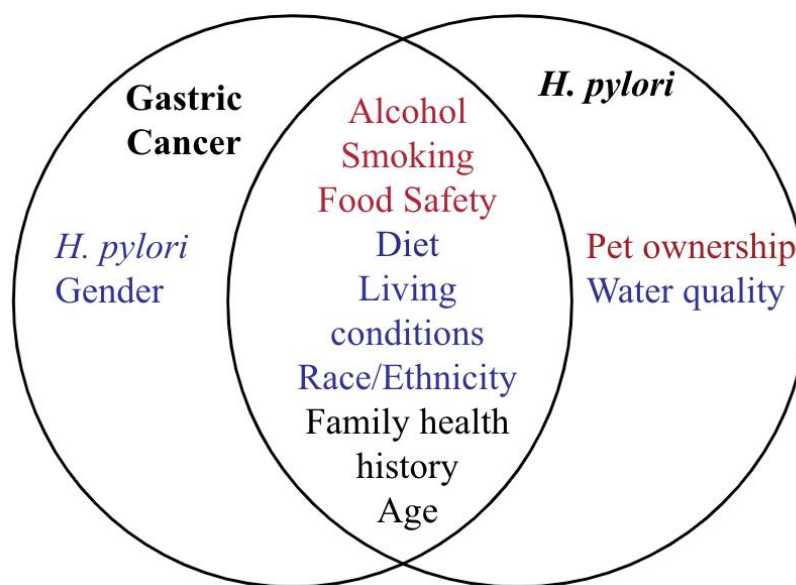 Gastric
Cancer
H. pylori
Gender
Alcohol
Smoking
Food Safety
Diet
Living
conditions
Race/Ethnicity
Family health
history
Age
H. pylori
Pet ownership
Water quality